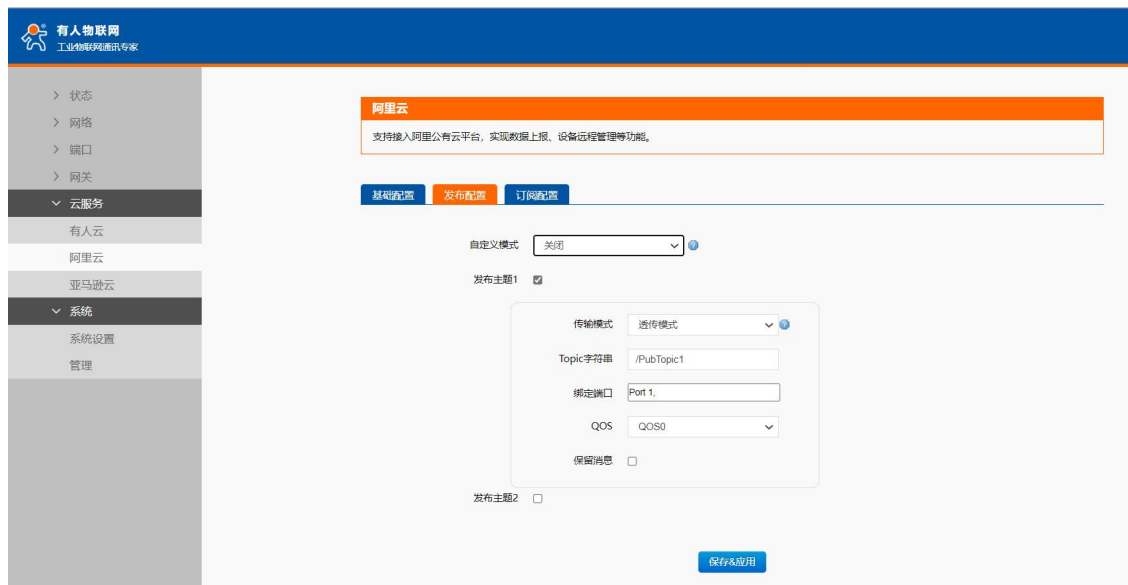 有人物联网
工业物联网通讯专家
状态
网络
端口
网关
云服务
有人云
阿里云
亚马逊云
系统
系统设置
管理
阿里云
支持接入阿里公有云平台，实现数据上报、设备远程管理等功能。
基础配置 发布配置 订阅配置
自定义模式 关闭
发布主题1
传输模式 透传模式
Topic字符串 /PubTopic1
绑定端口 Port 1;
QOS QOS0
保留消息
发布主题2
保存&应用